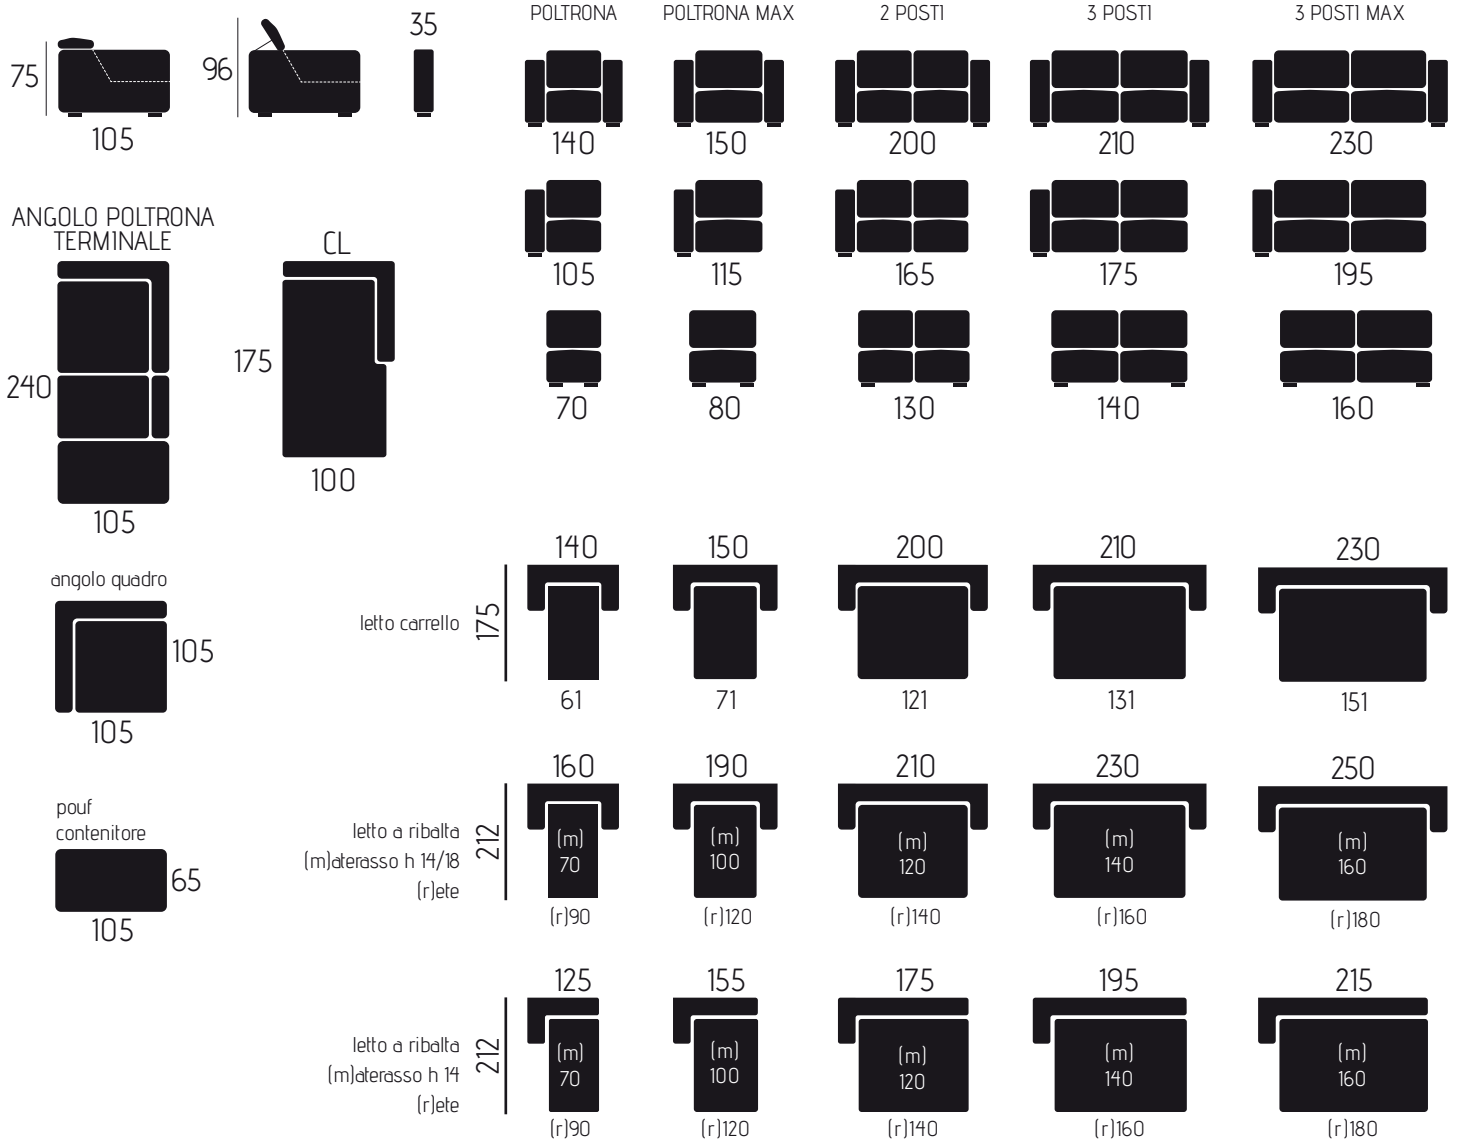 POLTRONA
POLTRONA MAX
2 POSTI
3 POSTI
3 POSTI MAX
75
105
96
35
140
150
200
210
230
105
115
165
175
195
70
80
130
140
160
ANGOLO POLTRONA
TERMINALE
240
105
CL
175
100
angolo quadro
105
105
pouf
contenitore
65
105
140
150
200
210
230
letto carrello
175
61
71
121
131
151
160
190
210
230
250
letto a ribalta
(m)aterasso h 14/18
(r)ete
212
(m)
70
(m)
100
(m)
120
(m)
140
(m)
160
(r)90
(r)120
(r)140
(r)160
(r)180
125
155
175
195
215
letto a ribalta
(m)aterasso h 14
(r)ete
212
(m)
70
(m)
100
(m)
120
(m)
140
(m)
160
(r)90
(r)120
(r)140
(r)160
(r)180